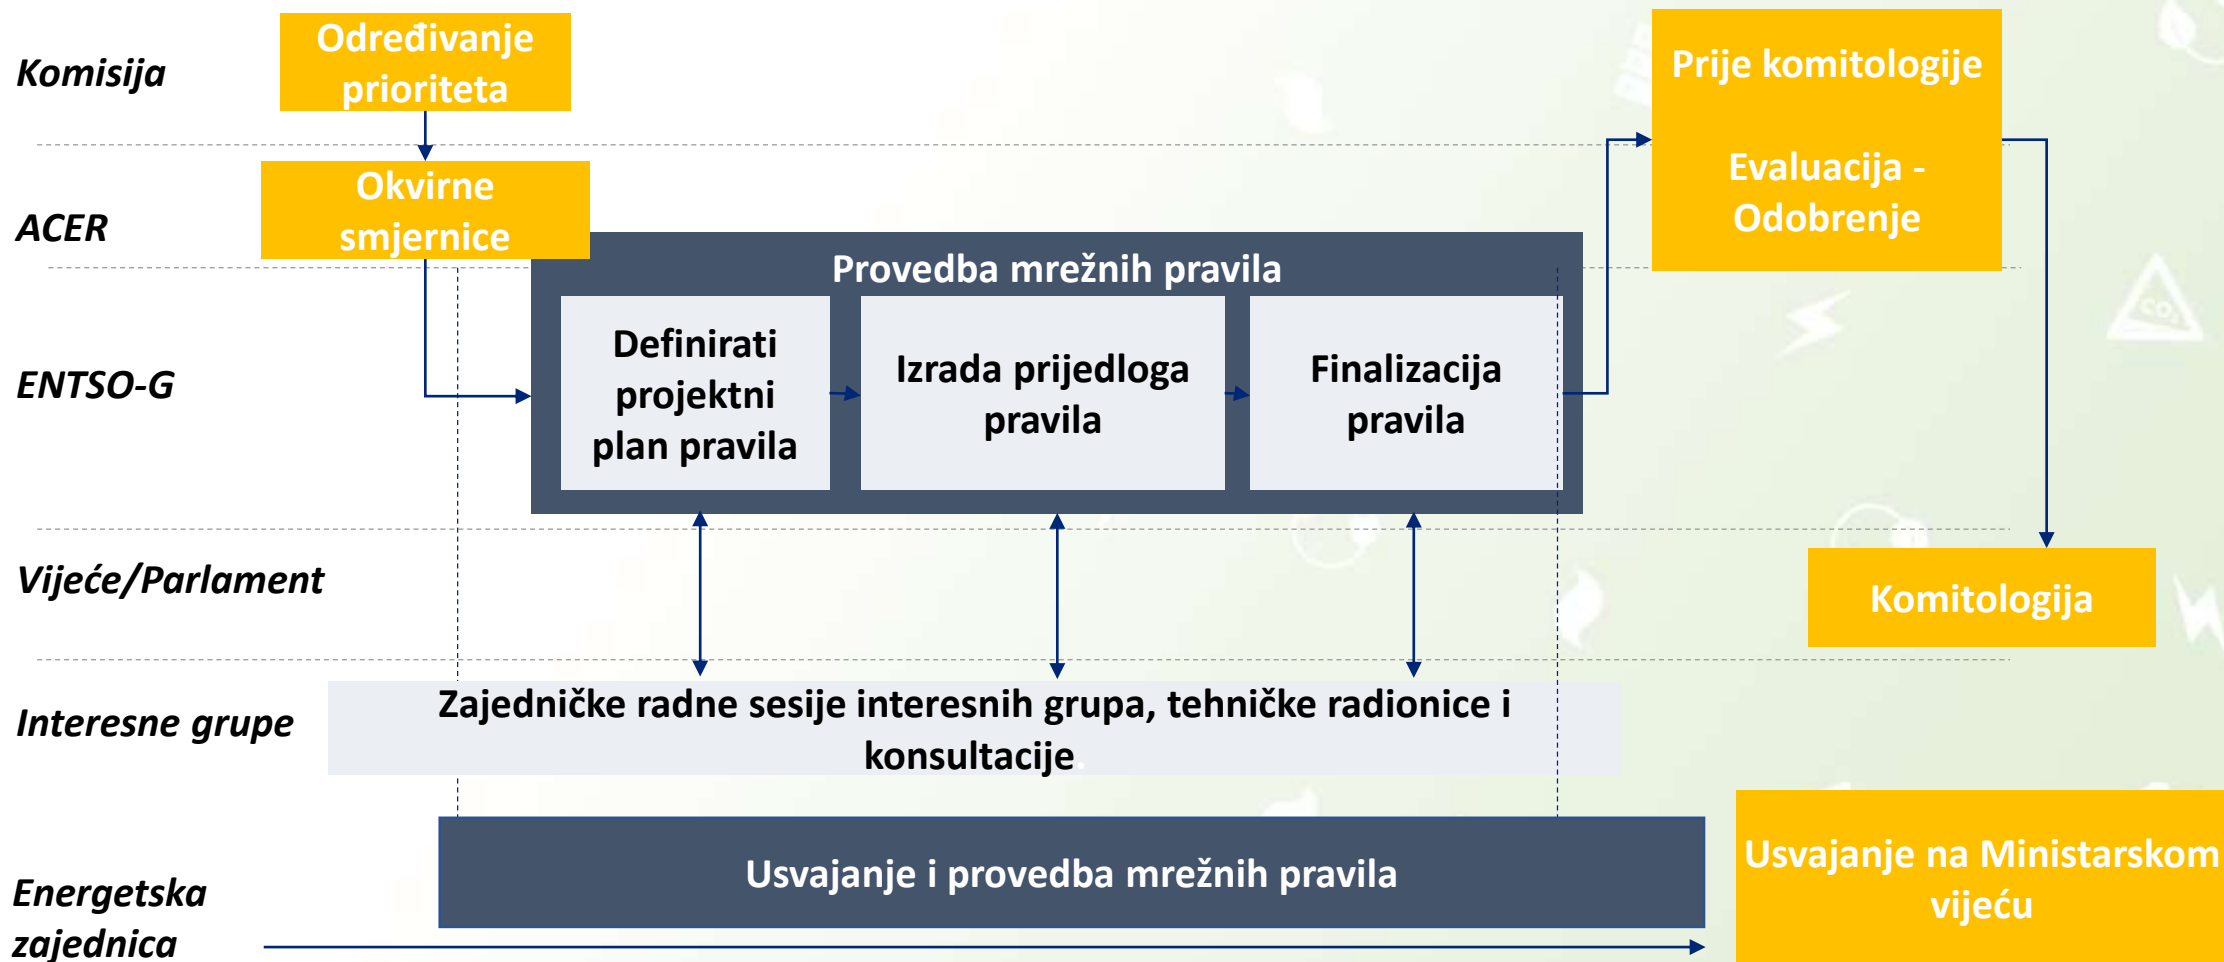 Komisija
Određivanje
prioriteta
Prije komitologije
Evaluacija -
Odobrenje
ACER
Okvirne
smjernice
Provedba mrežnih pravila
ENTSO-G
Definirati
projektni
plan pravila
Izrada prijedloga
pravila
Finalizacija
pravila
Vijeće/Parlament
Komitologija
Interesne grupe
Zajedničke radne sesije interesnih grupa, tehničke radionice i
konsultacije.
Energetska
zajednica
Usvajanje i provedba mrežnih pravila
Usvajanje na Ministarskom
vijeću
CO₂